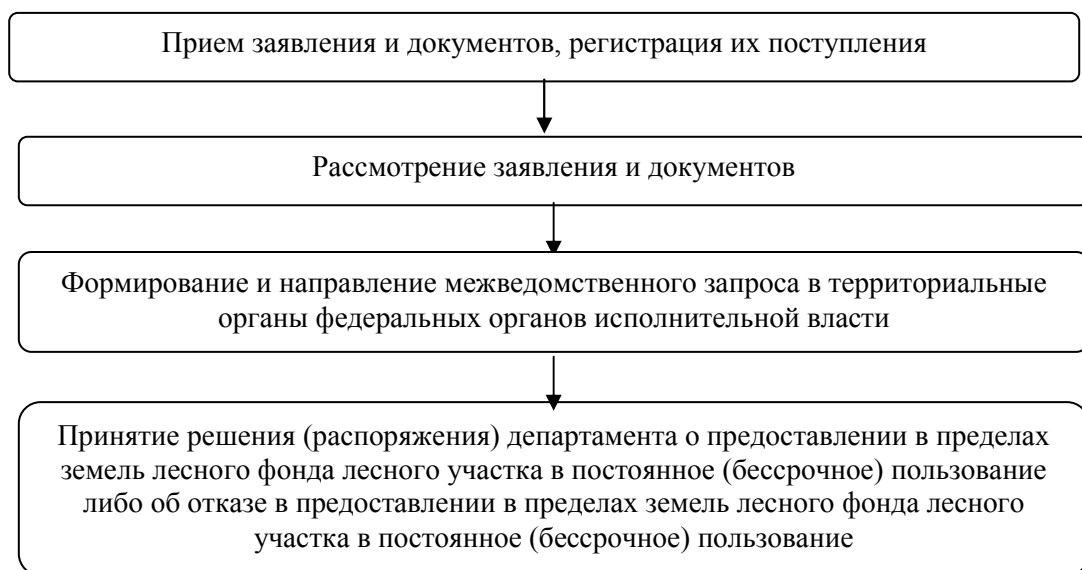 Прием заявления и документов, регистрация их поступления
Рассмотрение заявления и документов
Формирование и направление межведомственного запроса в территориальные
органы федеральных органов исполнительной власти
Принятие решения (распоряжения) департамента о предоставлении в пределах
земель лесного фонда лесного участка в постоянное (бессрочное) пользование
либо об отказе в предоставлении в пределах земель лесного фонда лесного
участка в постоянное (бессрочное) пользование